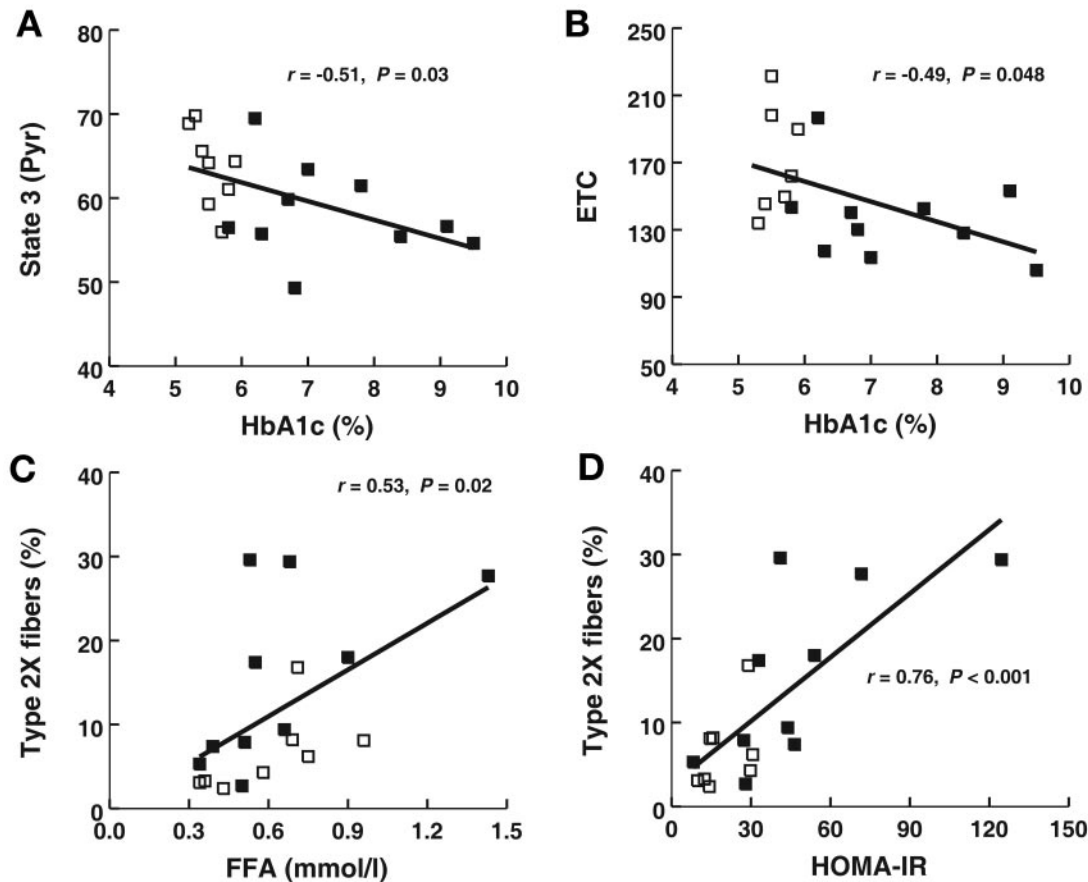 A
r = -0.51, P = 0.03
State 3 (Pyr)
80
70
60
50
40
4 5 6 7 8 9 10
HbA1c (%)
B
r = -0.49, P = 0.048
ETC
250
210
170
130
90
50
4 5 6 7 8 9 10
HbA1c (%)
C
r = 0.53, P = 0.02
Type 2X fibers (%)
40
30
20
10
0
0.0 0.3 0.6 0.9 1.2 1.5
FFA (mmol/l)
D
r = 0.76, P < 0.001
Type 2X fibers (%)
40
30
20
10
0
0 30 60 90 120 150
HOMA-IR